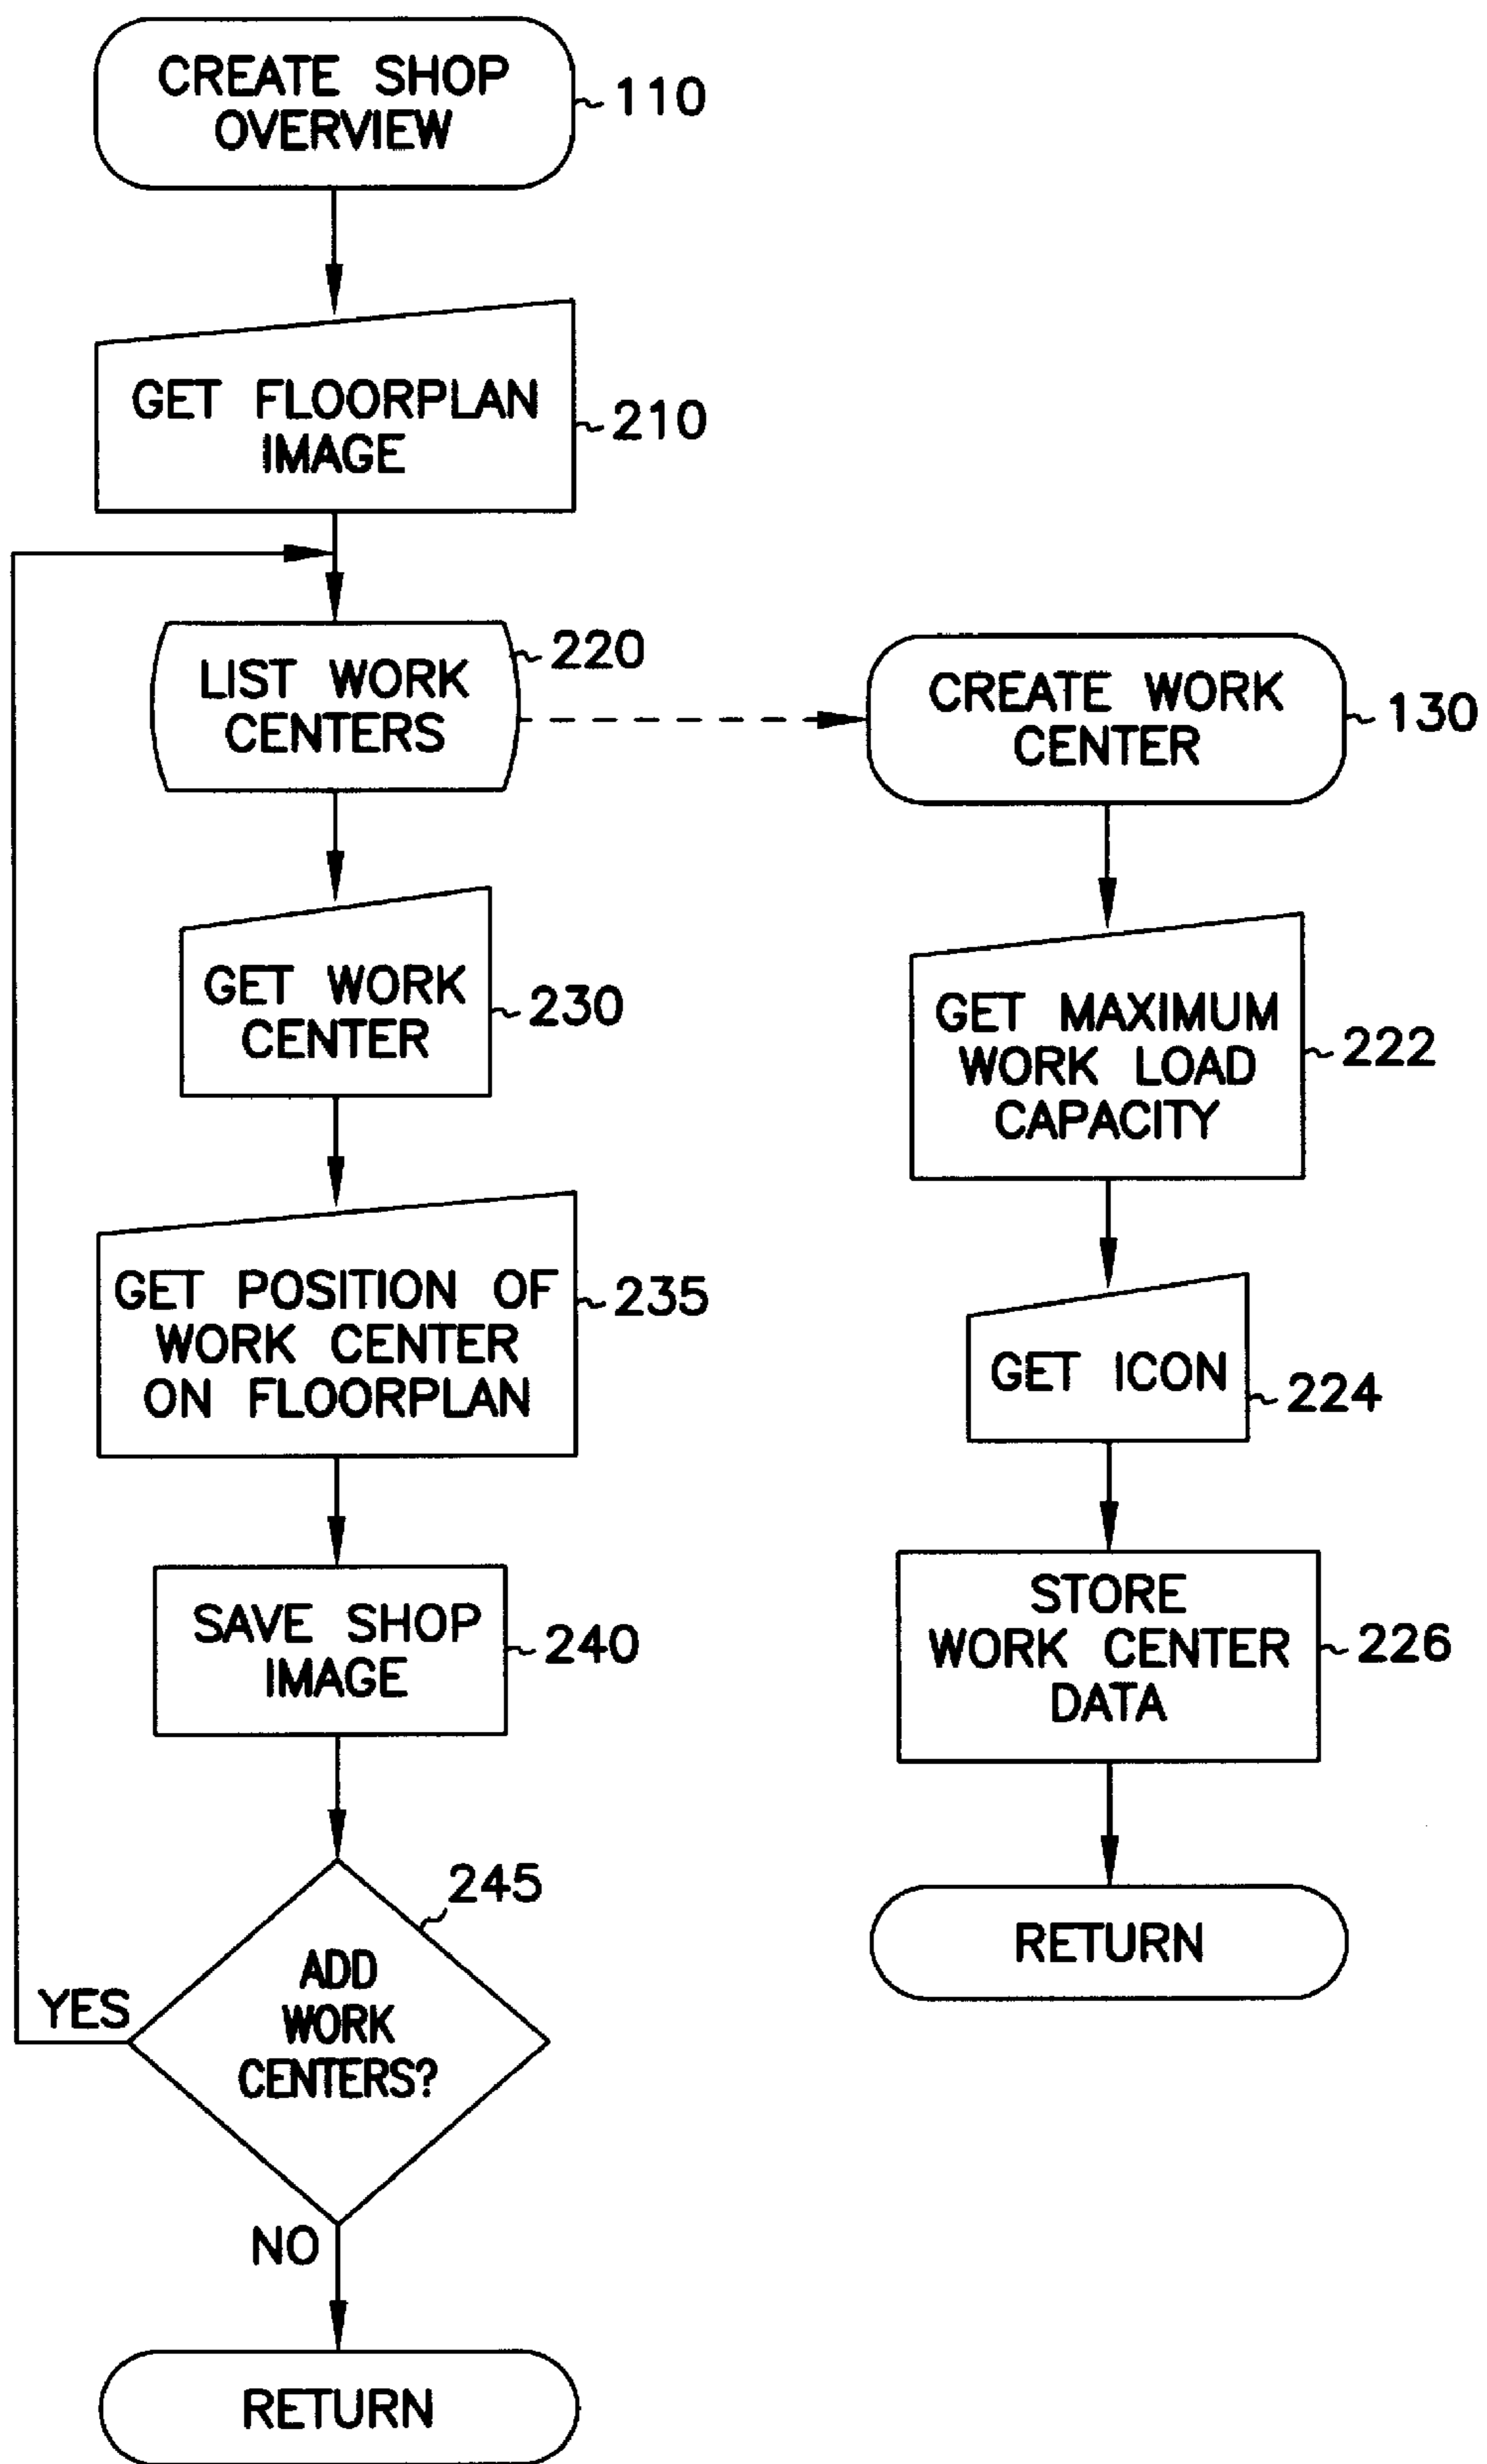 CREATE SHOP
OVERVIEW
110
GET FLOORPLAN
IMAGE
210
LIST WORK
CENTERS
220
GET WORK
CENTER
230
GET POSITION OF
WORK CENTER
ON FLOORPLAN
235
SAVE SHOP
IMAGE
240
ADD
WORK
CENTERS?
245
YES
NO
RETURN
CREATE WORK
CENTER
130
GET MAXIMUM
WORK LOAD
CAPACITY
222
GET ICON
224
STORE
WORK CENTER
DATA
226
RETURN